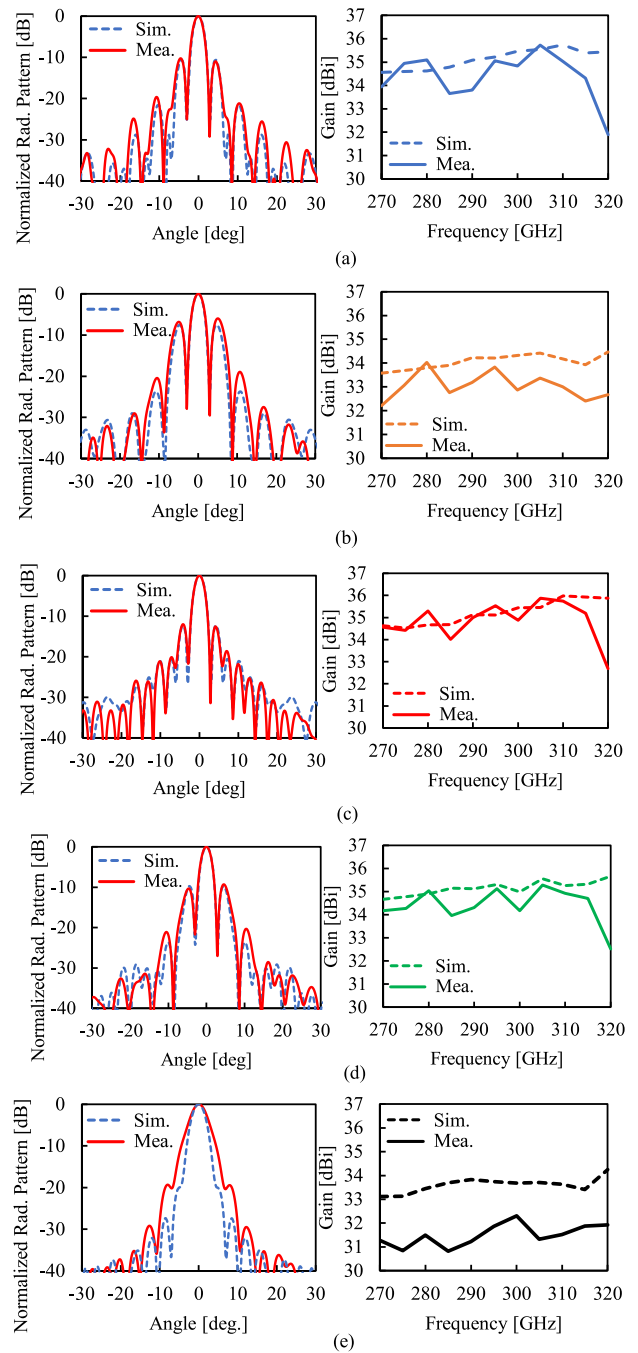 Normalized Rad. Pattern [dB]
0
-10
-20
-30
-40
Sim.
Mea.
-30 -20 -10 0 10 20 30
Angle [deg]
Gain [dBi]
37
36
35
34
33
32
31
30
Sim.
Mea.
270 280 290 300 310 320
Frequency [GHz]
(a)
Normalized Rad. Pattern [dB]
0
-10
-20
-30
-40
Sim.
Mea.
-30 -20 -10 0 10 20 30
Angle [deg]
Gain [dBi]
37
36
35
34
33
32
31
30
Sim.
Mea.
270 280 290 300 310 320
Frequency [GHz]
(b)
Normalized Rad. Pattern [dB]
0
-10
-20
-30
-40
Sim.
Mea.
-30 -20 -10 0 10 20 30
Angle [deg]
Gain [dBi]
37
36
35
34
33
32
31
30
Sim.
Mea.
270 280 290 300 310 320
Frequency [GHz]
(c)
Normalized Rad. Pattern [dB]
0
-10
-20
-30
-40
Sim.
Mea.
-30 -20 -10 0 10 20 30
Angle [deg]
Gain [dBi]
37
36
35
34
33
32
31
30
Sim.
Mea.
270 280 290 300 310 320
Frequency [GHz]
(d)
Normalized Rad. Pattern [dB]
0
-10
-20
-30
-40
Sim.
Mea.
-30 -20 -10 0 10 20 30
Angle [deg.]
Gain [dBi]
37
36
35
34
33
32
31
30
Sim.
Mea.
270 280 290 300 310 320
Frequency [GHz]
(e)